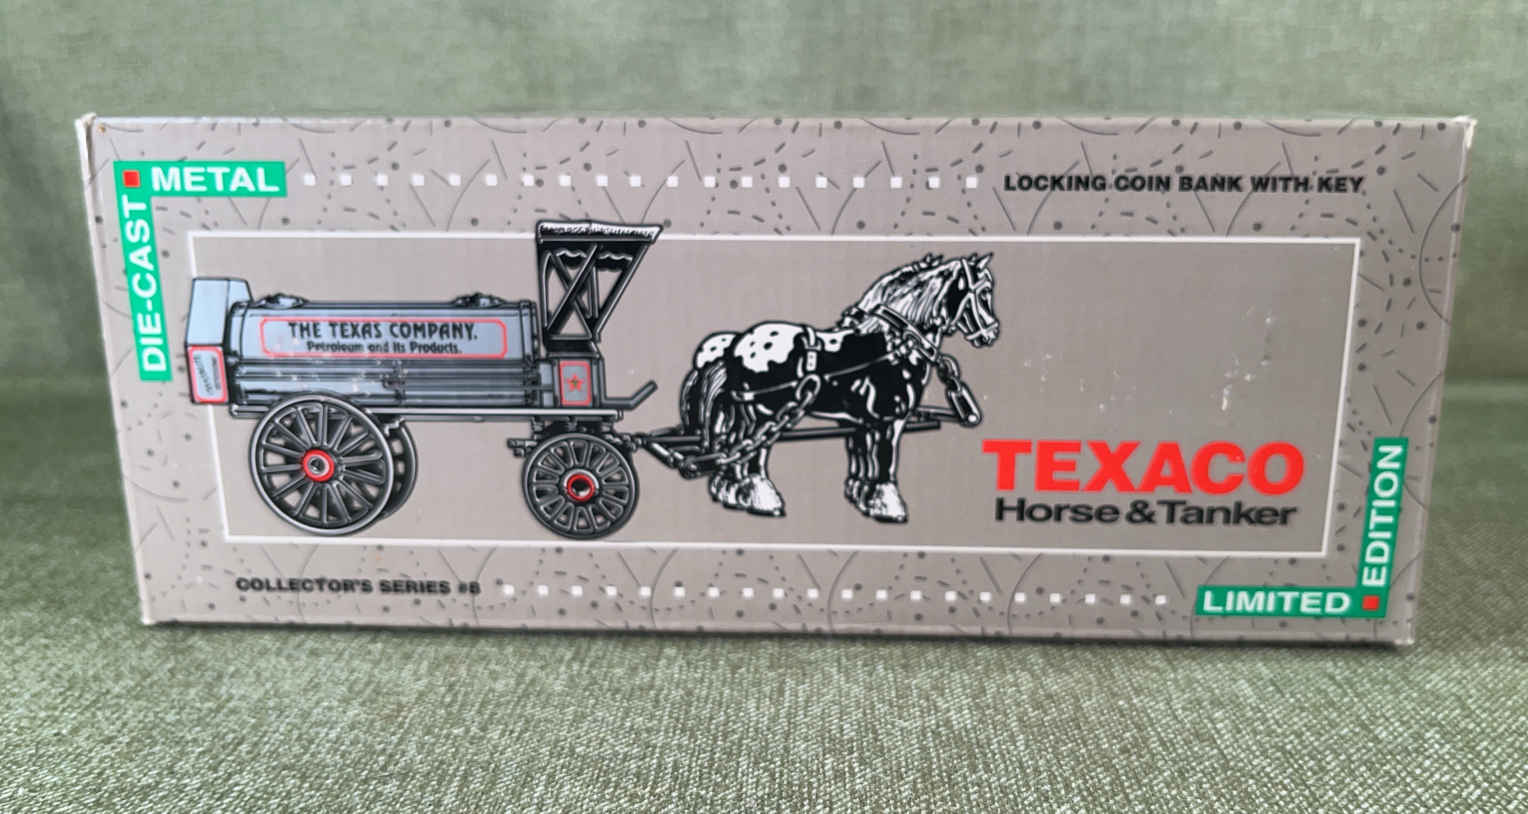 METAL
DIE-CAST
LOCKING COIN BANK WITH KEY
THE TEXAS COMPANY.
Petroleum and Its Products.
TEXACO
Horse & Tanker
COLLECTOR'S SERIES #8
LIMITED
EDITION